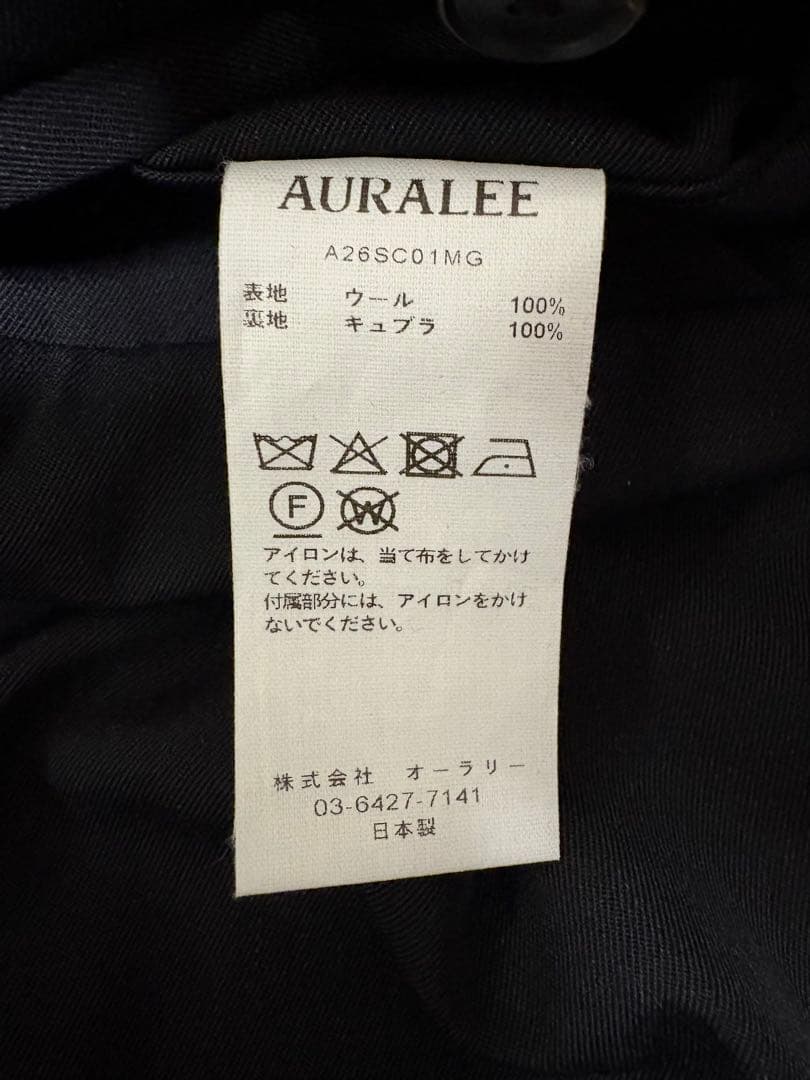 AURALEE
A26SC01MG
表地 ウール 100%
裏地 キュプラ 100%
F W
アイロンは、当て布をしてかけ
てください。
付属部分には、アイロンをかけ
ないでください。
株式会社 オーラリー
03-6427-7141
日本製